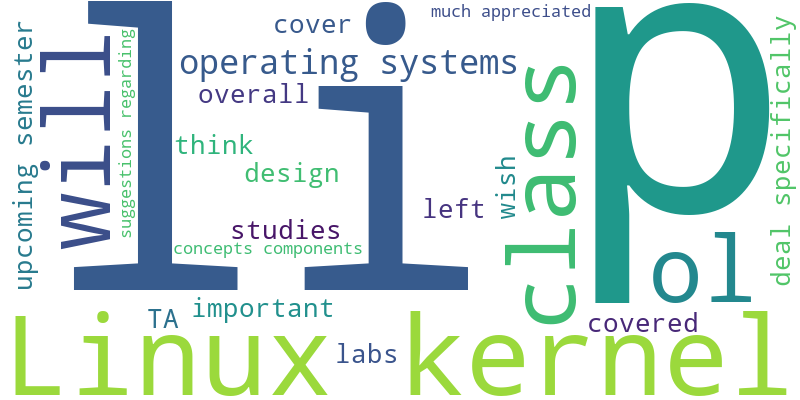 li
p
Linux kernel
class
will
ol
operating systems
cover
much appreciated
overall
think
design
left
wish
studies
concepts components
important
TA
labs
covered
upcoming semester
suggestions regarding
deal specifically